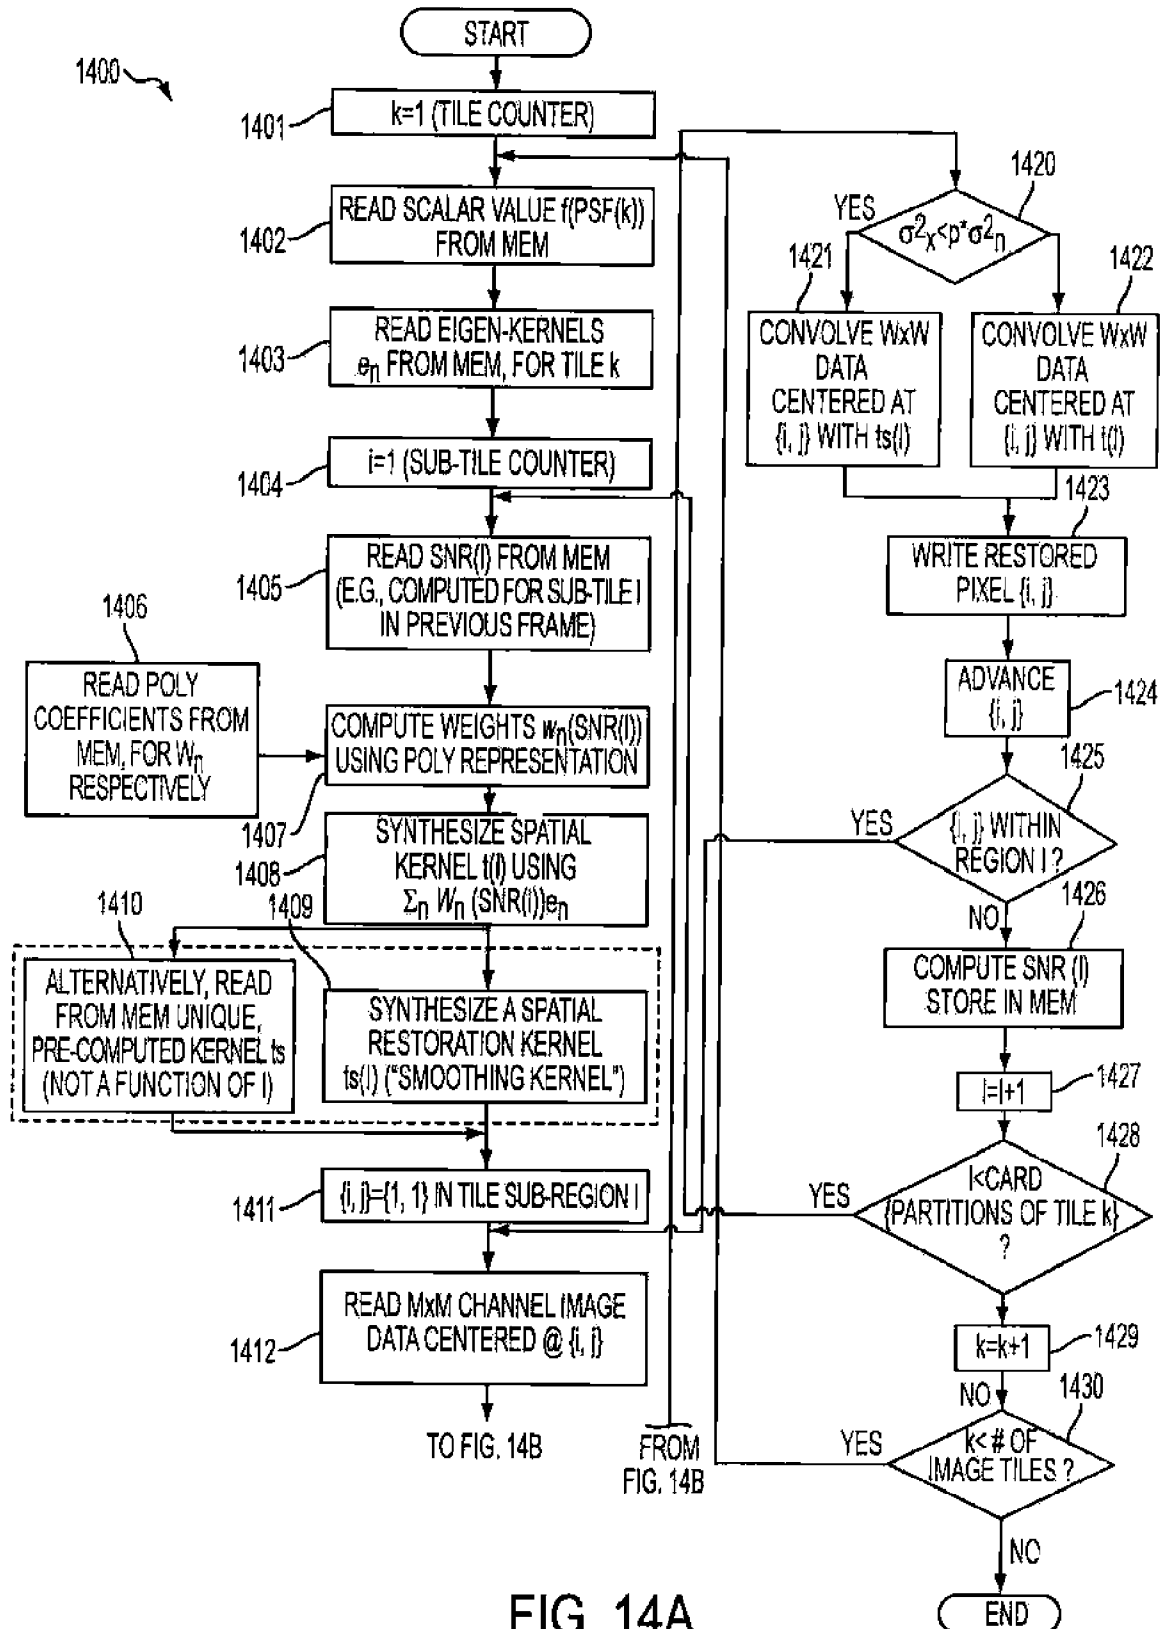 START
1400
k=1 (TILE COUNTER)
1401
READ SCALAR VALUE f(PSF(k))
FROM MEM
1402
READ EIGEN-KERNELS
en FROM MEM, FOR TILE k
1403
i=1 (SUB-TILE COUNTER)
1404
READ SNR(l) FROM MEM
(E.G., COMPUTED FOR SUB-TILE l
IN PREVIOUS FRAME)
1405
1406
READ POLY
COEFFICIENTS FROM
MEM, FOR Wn
RESPECTIVELY
COMPUTE WEIGHTS wn(SNR(l))
USING POLY REPRESENTATION
1407
SYNTHESIZE SPATIAL
KERNEL t(l) USING
Σn Wn (SNR(i))en
1408
1409
1410
ALTERNATIVELY, READ
FROM MEM UNIQUE,
PRE-COMPUTED KERNEL ts
(NOT A FUNCTION OF l)
SYNTHESIZE A SPATIAL
RESTORATION KERNEL
ts(l) ("SMOOTHING KERNEL")
{i, j}={1, 1} IN TILE SUB-REGION l
1411
READ MxM CHANNEL IMAGE
DATA CENTERED @ {i, j}
1412
TO FIG. 14B
FROM
FIG. 14B
1420
YES
σ2x<p*σ2n
1421
1422
CONVOLVE WxW
DATA
CENTERED AT
{i, j} WITH ts(l)
CONVOLVE WxW
DATA
CENTERED AT
{i, j} WITH t(l)
1423
WRITE RESTORED
PIXEL {i, j}
ADVANCE
{i, j}
1424
1425
YES
{i, j} WITHIN
REGION l ?
NO
1426
COMPUTE SNR (l)
STORE IN MEM
l=l+1
1427
1428
YES
l<CARD
{PARTITIONS OF TILE k}
?
k=k+1
1429
NO
1430
YES
k< # OF
IMAGE TILES ?
NO
END
FIG. 14A